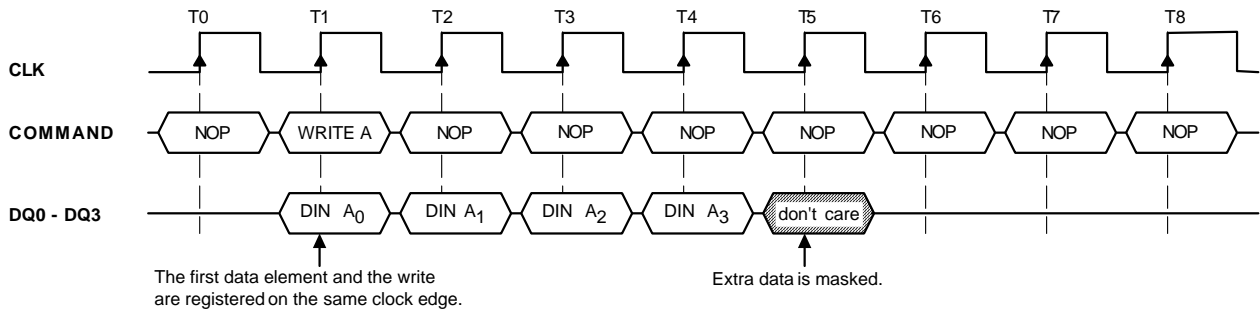 T0 T1 T2 T3 T4 T5 T6 T7 T8
CLK
COMMAND NOP WRITE A NOP NOP NOP NOP NOP NOP NOP
DQ0 - DQ3 DIN A0 DIN A1 DIN A2 DIN A3 don't care
The first data element and the write
are registered on the same clock edge.
Extra data is masked.